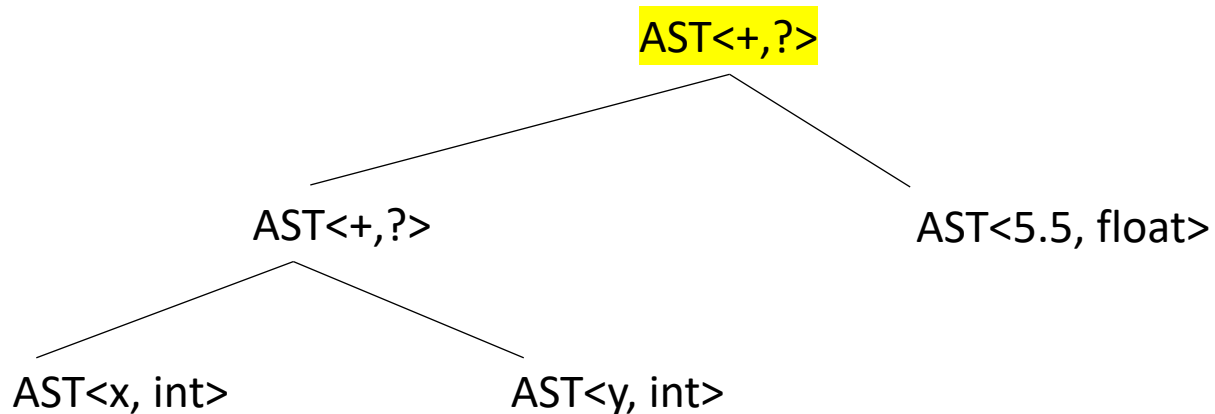 AST<+,?>
AST<+,?>
AST<5.5, float>
AST<x, int>
AST<y, int>